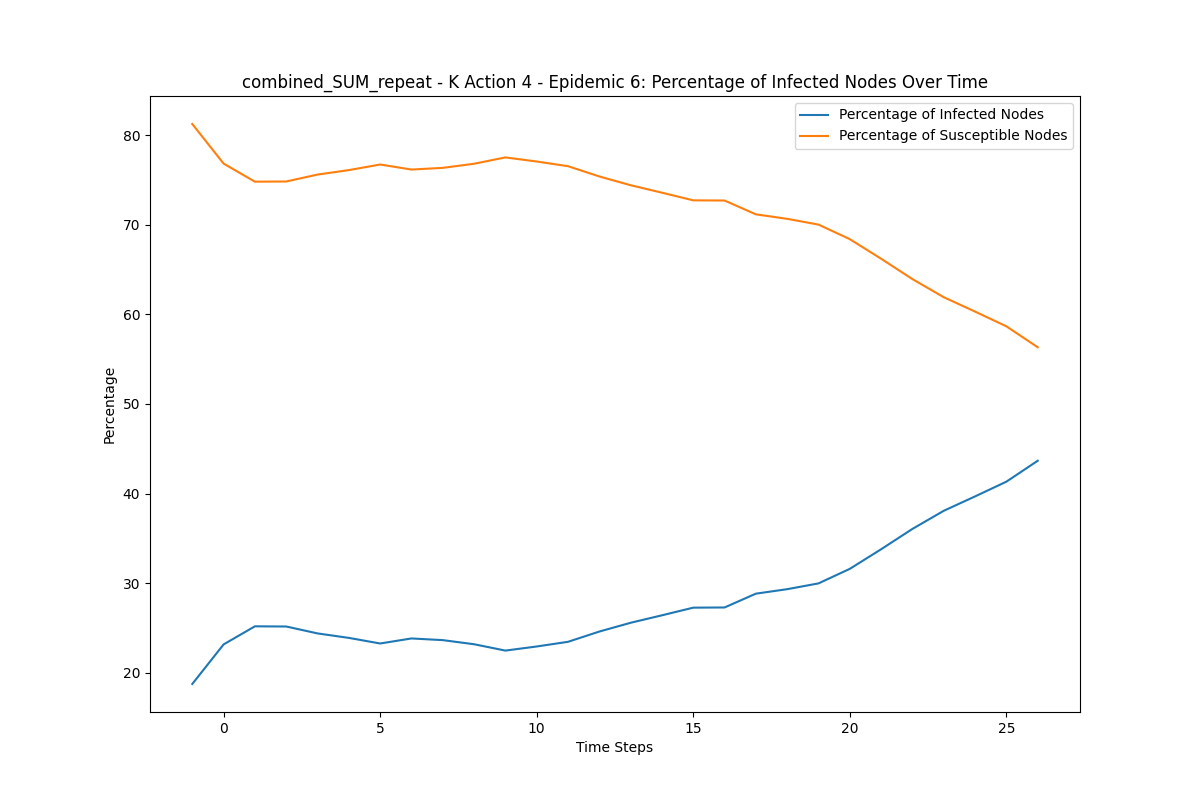 combined_SUM_repeat - K Action 4 - Epidemic 6: Percentage of Infected Nodes Over Time
Percentage of Infected Nodes
Percentage of Susceptible Nodes
80
70
60
50
40
30
20
Percentage
0 5 10 15 20 25
Time Steps